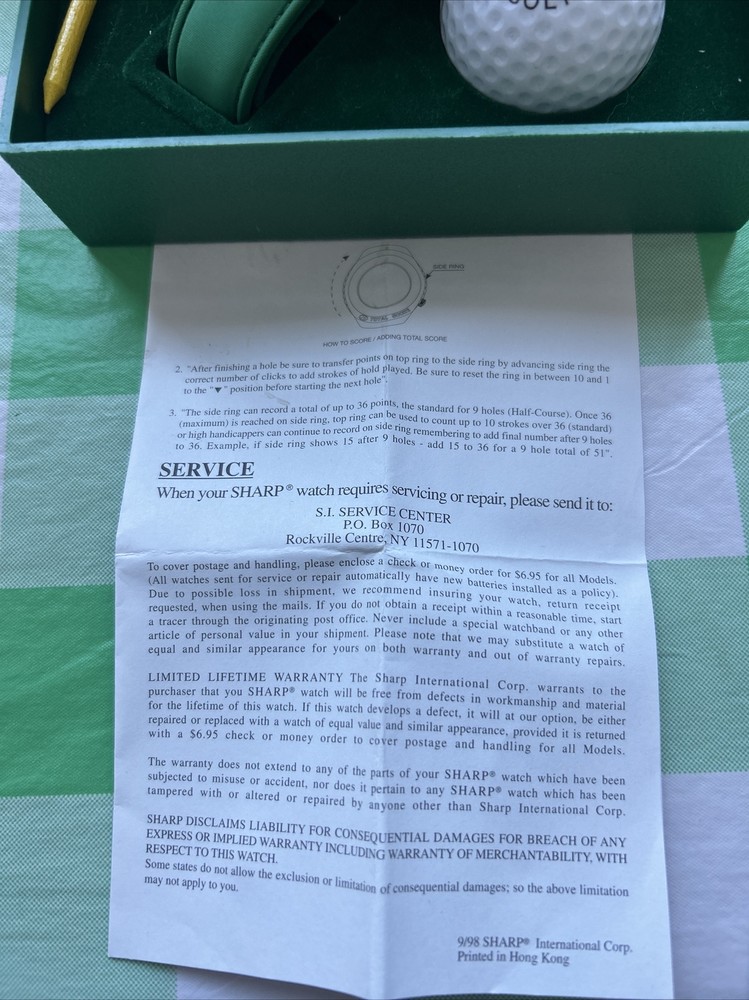 SIDE RING
TOTAL
HOW TO SCORE / ADDING TOTAL SCORE
2. "After finishing a hole be sure to transfer points on top ring to the side ring by advancing side ring the
correct number of clicks to add strokes of hold played. Be sure to reset the ring in between 10 and 1
to the "▼" position before starting the next hole".
3. "The side ring can record a total of up to 36 points, the standard for 9 holes (Half-Course). Once 36
(maximum) is reached on side ring, top ring can be used to count up to 10 strokes over 36 (standard)
or high handicappers can continue to record on side ring remembering to add final number after 9 holes
to 36. Example, if side ring shows 15 after 9 holes - add 15 to 36 for a 9 hole total of 51".
SERVICE
When your SHARP® watch requires servicing or repair, please send it to:
S.I. SERVICE CENTER
P.O. Box 1070
Rockville Centre, NY 11571-1070
To cover postage and handling, please enclose a check or money order for $6.95 for all Models.
(All watches sent for service or repair automatically have new batteries installed as a policy).
Due to possible loss in shipment, we recommend insuring your watch, return receipt
requested, when using the mails. If you do not obtain a receipt within a reasonable time, start
a tracer through the originating post office. Never include a special watchband or any other
article of personal value in your shipment. Please note that we may substitute a watch of
equal and similar appearance for yours on both warranty and out of warranty repairs.
LIMITED LIFETIME WARRANTY The Sharp International Corp. warrants to the
purchaser that you SHARP® watch will be free from defects in workmanship and material
for the lifetime of this watch. If this watch develops a defect, it will at our option, be either
repaired or replaced with a watch of equal value and similar appearance, provided it is returned
with a $6.95 check or money order to cover postage and handling for all Models.
The warranty does not extend to any of the parts of your SHARP® watch which have been
subjected to misuse or accident, nor does it pertain to any SHARP® watch which has been
tampered with or altered or repaired by anyone other than Sharp International Corp.
SHARP DISCLAIMS LIABILITY FOR CONSEQUENTIAL DAMAGES FOR BREACH OF ANY
EXPRESS OR IMPLIED WARRANTY INCLUDING WARRANTY OF MERCHANTABILITY, WITH
RESPECT TO THIS WATCH.
Some states do not allow the exclusion or limitation of consequential damages; so the above limitation
may not apply to you.
9/98 SHARP® International Corp.
Printed in Hong Kong